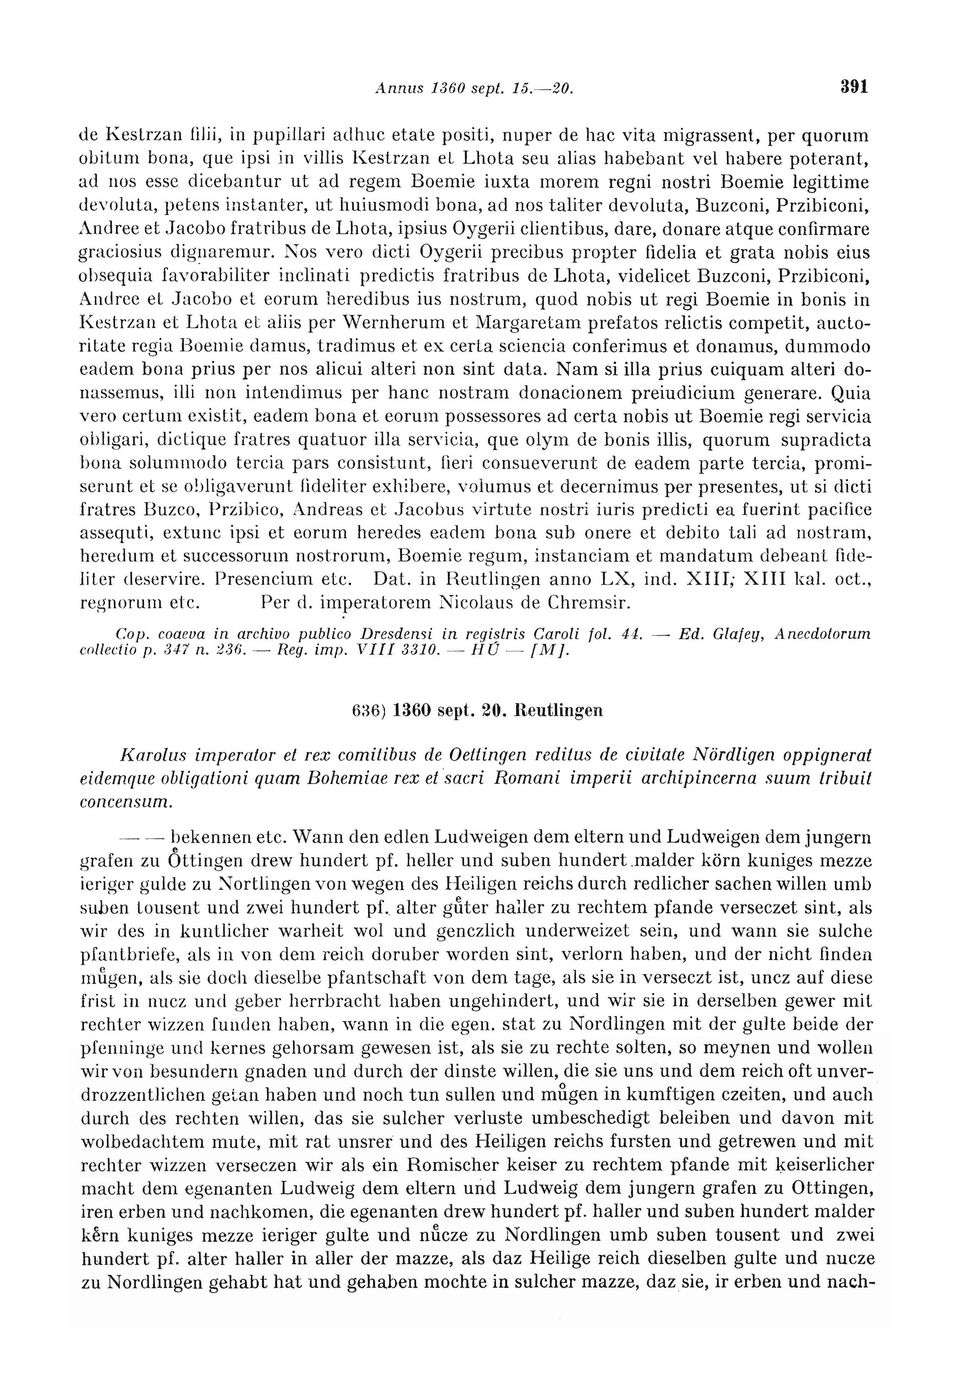 Annus 1360 sept. 15.—20. 391
de Kestrzan filii, in pupillari adhuc etate positi, nuper de hac vita migrassent, per quorum
obitum bona, que ipsi in villis Kestrzan et Lhota seu alias habebant vel habere poterant,
ad nos esse dicebantur ut ad regem Boemie iuxta morem regni nostri Boemie legittime
devoluta, petens instanter, ut huiusmodi bona, ad nos taliter devoluta, Buzconi, Przibiconi,
Andree et Jacobo fratribus de Lhota, ipsius Oygerii clientibus, dare, donare atque confirmare
graciosius dignaremur. Nos vero dicti Oygerii precibus propter fidelia et grata nobis eius
obsequia favorabiliter inclinati predictis fratribus de Lhota, videlicet Buzconi, Przibiconi,
Andree et Jacobo et eorum heredibus ius nostrum, quod nobis ut regi Boemie in bonis in
Kestrzan et Lhota et aliis per Wernherum et Margaretam prefatos relictis competit, aucto-
ritate regia Boemie damus, tradimus et ex certa sciencia conferimus et donamus, dummodo
eadem bona prius per nos alicui alteri non sint data. Nam si illa prius cuiquam alteri do-
nassemus, illi non intendimus per hanc nostram donacionem preiudicium generare. Quia
vero certum existit, eadem bona et eorum possessores ad certa nobis ut Boemie regi servicia
obligari, dictique fratres quatuor illa servicia, que olym de bonis illis, quorum supradicta
bona solummodo tercia pars consistunt, fieri consueverunt de eadem parte tercia, promi-
serunt et se obligaverunt fideliter exhibere, volumus et decernimus per presentes, ut si dicti
fratres Buzco, Przibico, Andreas et Jacobus virtute nostri iuris predicti ea fuerint pacifice
assequti, extunc ipsi et eorum heredes eadem bona sub onere et debito tali ad nostram,
heredum et successorum nostrorum, Boemie regum, instanciam et mandatum debeant fide-
liter deservire. Presencium etc. Dat. in Reutlingen anno LX, ind. XIII; XIII kal. oct.,
regnorum etc. Per d. imperatorem Nicolaus de Chremsir.
Cop. coaeva in archivo publico Dresdensi in registris Caroli fol. 44. — Ed. Glafey, Anecdotorum
collectio p. 347 n. 236. — Reg. imp. VIII 3310. — HÚ — [M].
636) 1360 sept. 20. Reutlingen
Karolus imperator et rex comitibus de Oettingen reditus de civitate Nördligen oppignerat
eidemque obligationi quam Bohemiae rex et sacri Romani imperii archipincerna suum tribuit
concensum.
— — bekennen etc. Wann den edlen Ludweigen dem eltern und Ludweigen dem jungern
grafen zu Oͤttingen drew hundert pf. heller und suben hundert malder körn kuniges mezze
ieriger gulde zu Nortlingen von wegen des Heiligen reichs durch redlicher sachen willen umb
suben tousent und zwei hundert pf. alter guͤter haller zu rechtem pfande verseczet sint, als
wir des in kuntlicher warheit wol und genczlich underweizet sein, und wann sie sulche
pfantbriefe, als in von dem reich doruber worden sint, verlorn haben, und der nicht finden
muͤgen, als sie doch dieselbe pfantschaft von dem tage, als sie in verseczt ist, uncz auf diese
frist in nucz und geber herrbracht haben ungehindert, und wir sie in derselben gewer mit
rechter wizzen funden haben, wann in die egen. stat zu Nordlingen mit der gulte beide der
pfenninge und kernes gehorsam gewesen ist, als sie zu rechte solten, so meynen und wollen
wir von besundern gnaden und durch der dinste willen, die sie uns und dem reich oft unver-
drozzentlichen getan haben und noch tun sullen und muͦgen in kumftigen czeiten, und auch
durch des rechten willen, das sie sulcher verluste umbeschedigt beleiben und davon mit
wolbedachtem mute, mit rat unsrer und des Heiligen reichs fursten und getrewen und mit
rechter wizzen verseczen wir als ein Romischer keiser zu rechtem pfande mit keiserlicher
macht dem egenanten Ludweig dem eltern und Ludweig dem jungern grafen zu Ottingen,
iren erben und nachkomen, die egenanten drew hundert pf. haller und suben hundert malder
kêrn kuniges mezze ieriger gulte und nuͤcze zu Nordlingen umb suben tousent und zwei
hundert pf. alter haller in aller der mazze, als daz Heilige reich dieselben gulte und nucze
zu Nordlingen gehabt hat und gehaben mochte in sulcher mazze, daz sie, ir erben und nach-